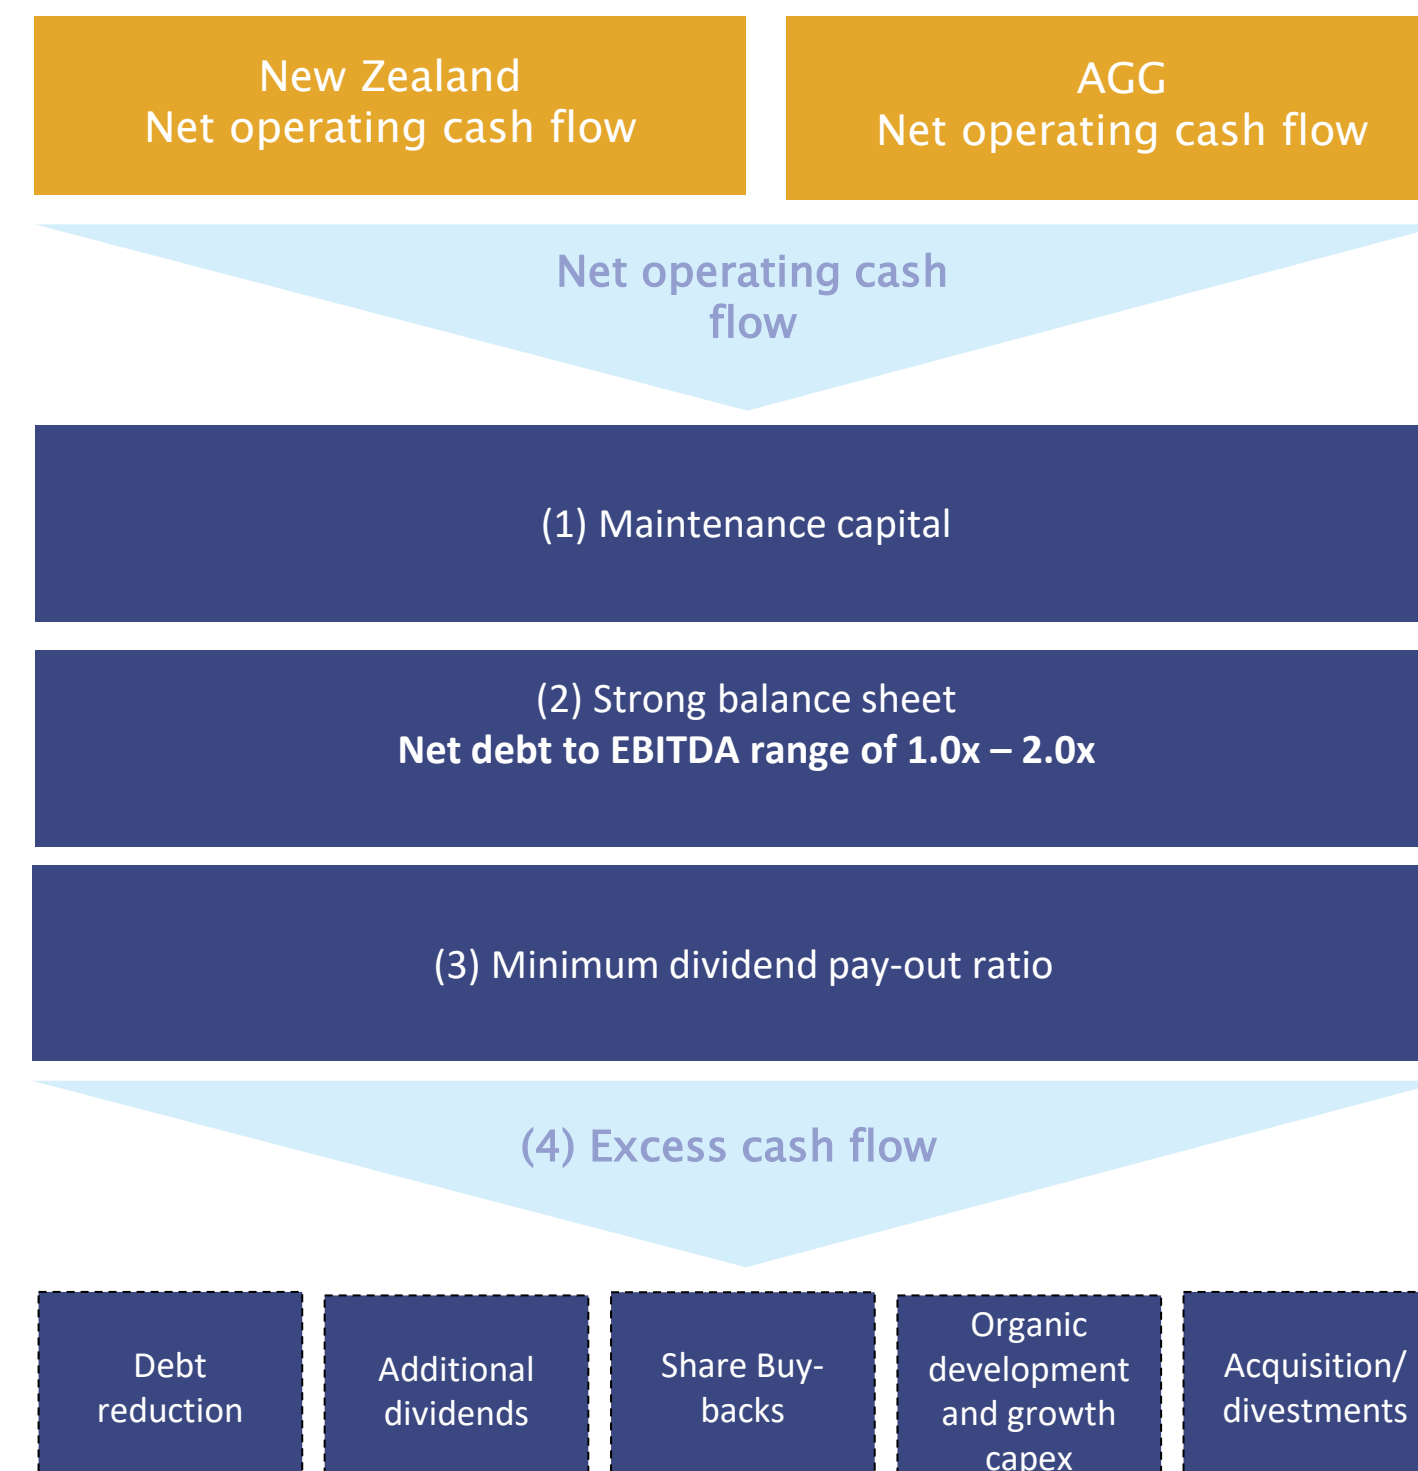 New Zealand
Net operating cash flow
AGG
Net operating cash flow
Net operating cash
flow
(1) Maintenance capital
(2) Strong balance sheet
Net debt to EBITDA range of 1.0x – 2.0x
(3) Minimum dividend pay-out ratio
(4) Excess cash flow
Debt
reduction
Additional
dividends
Share Buy-
backs
Organic
development
and growth
capex
Acquisition/
divestments